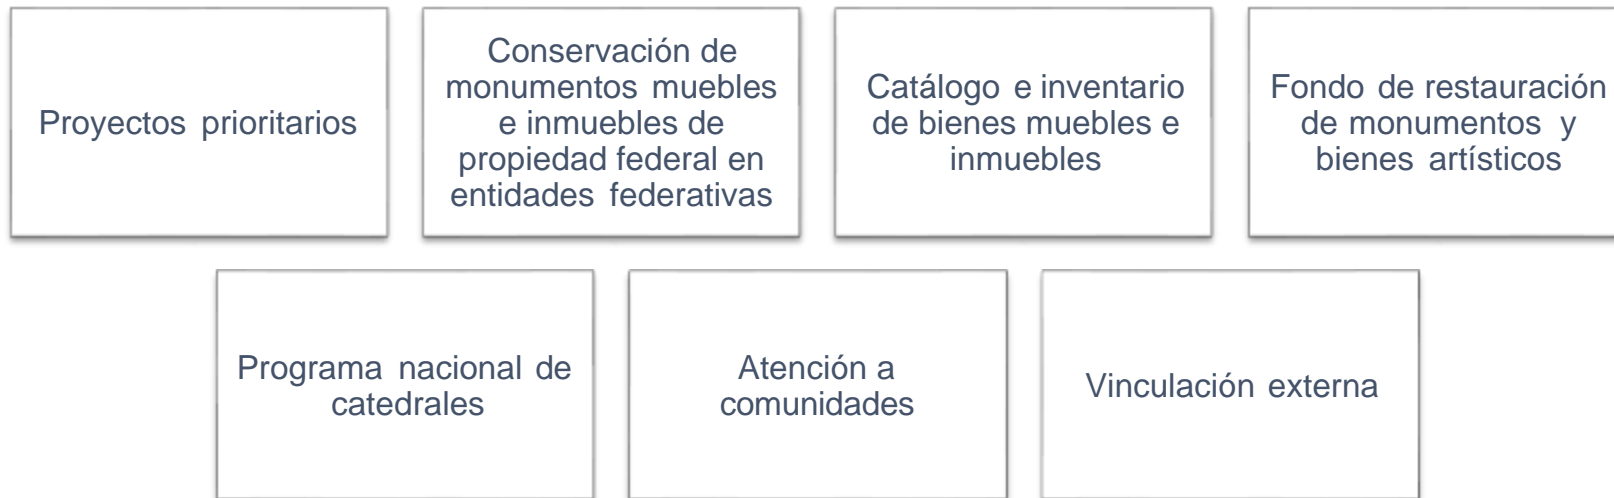 Proyectos prioritarios
Conservación de
monumentos muebles
e inmuebles de
propiedad federal en
entidades federativas
Catálogo e inventario
de bienes muebles e
inmuebles
Fondo de restauración
de monumentos y
bienes artísticos
Programa nacional de
catedrales
Atención a
comunidades
Vinculación externa